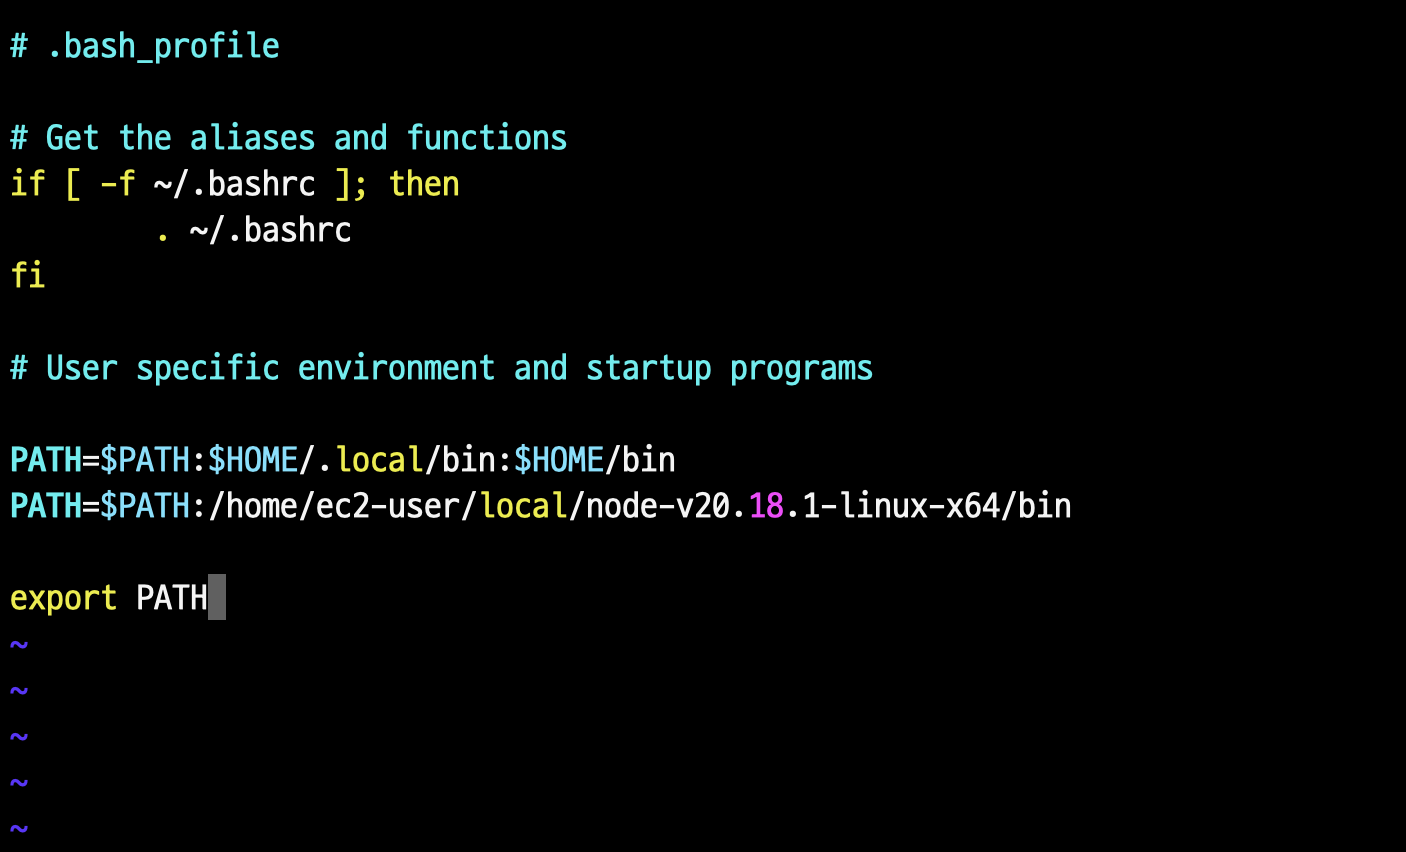 # .bash_profile
# Get the aliases and functions
if [ -f ~/.bashrc ]; then
        . ~/.bashrc
fi
# User specific environment and startup programs
PATH=$PATH:$HOME/.local/bin:$HOME/bin
PATH=$PATH:/home/ec2-user/local/node-v20.18.1-linux-x64/bin
export PATH
~
~
~
~
~